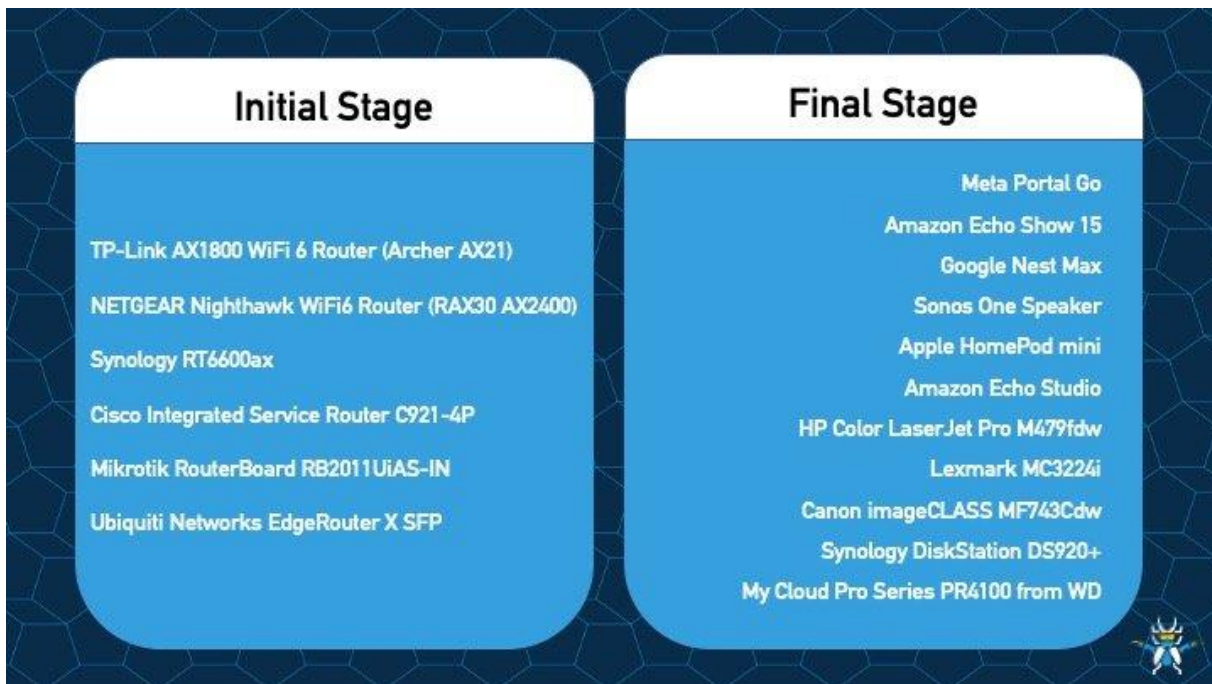 Initial Stage
TP-Link AX1800 WiFi 6 Router (Archer AX21)
NETGEAR Nighthawk WiFi6 Router (RAX30 AX2400)
Synology RT6600ax
Cisco Integrated Service Router C921-4P
Mikrotik RouterBoard RB2011UiAS-IN
Ubiquiti Networks EdgeRouter X SFP
Final Stage
Meta Portal Go
Amazon Echo Show 15
Google Nest Max
Sonos One Speaker
Apple HomePod mini
Amazon Echo Studio
HP Color LaserJet Pro M479fdw
Lexmark MC3224i
Canon imageCLASS MF743Cdw
Synology DiskStation DS920+
My Cloud Pro Series PR4100 from WD